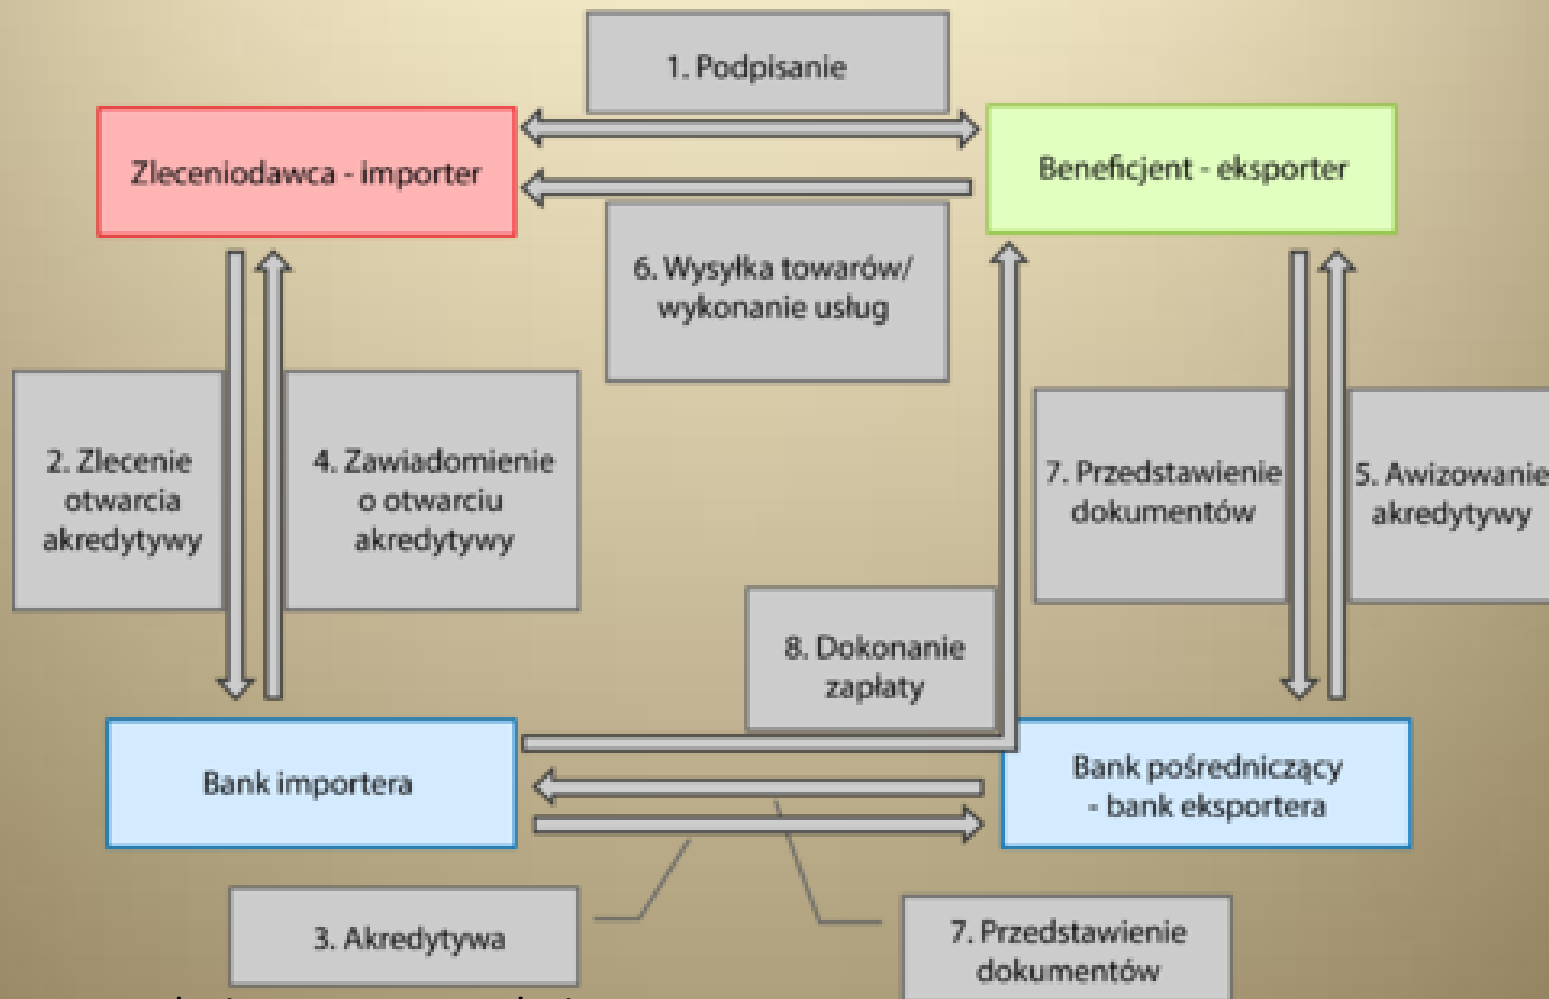 1. Podpisanie
Zleceniodawca - importer
Beneficjent - eksporter
6. Wysyłka towarów/
wykonanie usług
2. Zlecenie
otwarcia
akredytywy
4. Zawiadomienie
o otwarciu
akredytywy
7. Przedstawienie
dokumentów
5. Awizowanie
akredytywy
8. Dokonanie
zapłaty
Bank importera
Bank pośredniczący
- bank eksportera
3. Akredytywa
7. Przedstawienie
dokumentów